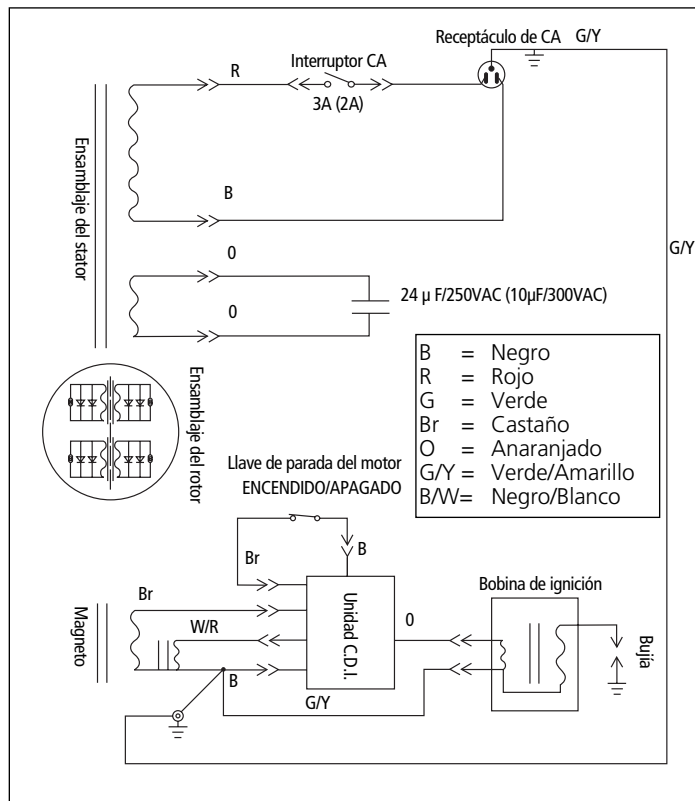 Receptáculo de CA
G/Y
Interruptor CA
R
3A (2A)
Ensamblaje del stator
B
G/Y
0
24 µ F/250VAC (10µF/300VAC)
0
B = Negro
R = Rojo
G = Verde
Br = Castaño
O = Anaranjado
G/Y = Verde/Amarillo
B/W= Negro/Blanco
Ensamblaje del rotor
Llave de parada del motor
ENCENDIDO/APAGADO
B
Br
Bobina de ignición
Br
Unidad C.D.I.
0
W/R
Magneto
Bujía
B
G/Y